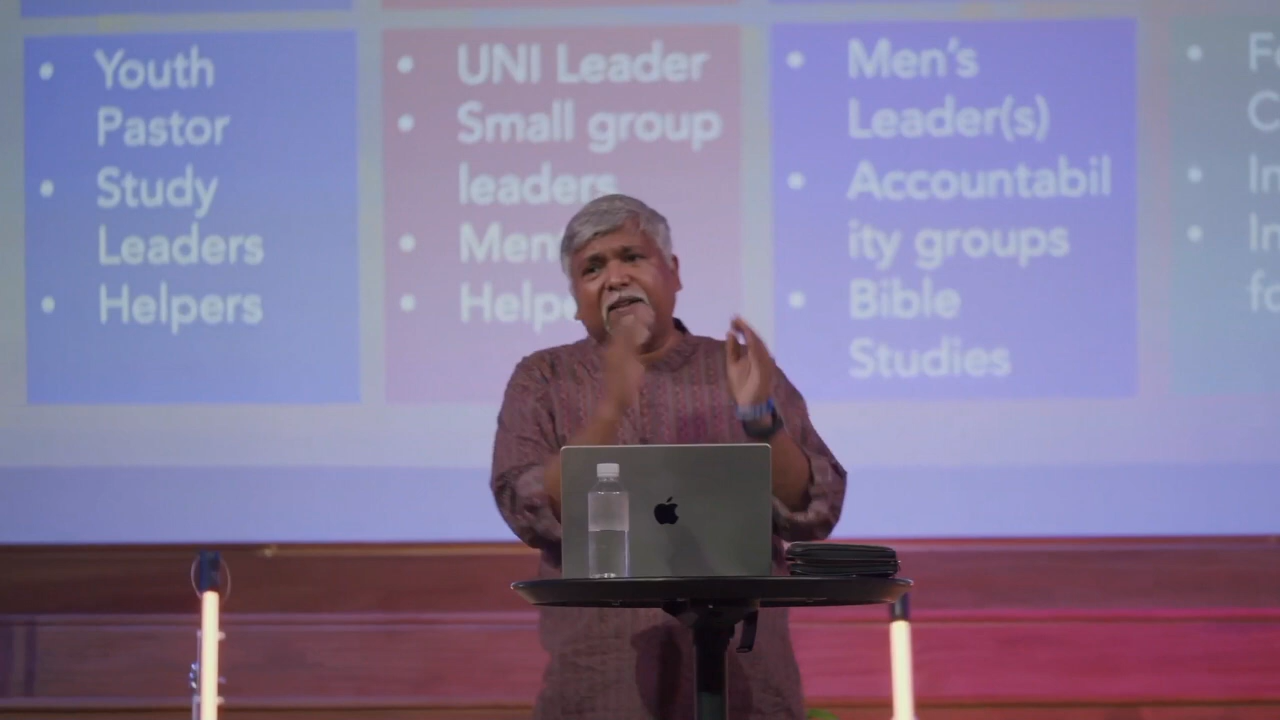 • Youth
Pastor
• Study
Leaders
• Helpers
• UNI Leader
• Small group
leaders
•
•
• Men's
Leader(s)
• Accountabil
ity groups
• Bible
Studies
•
•
•